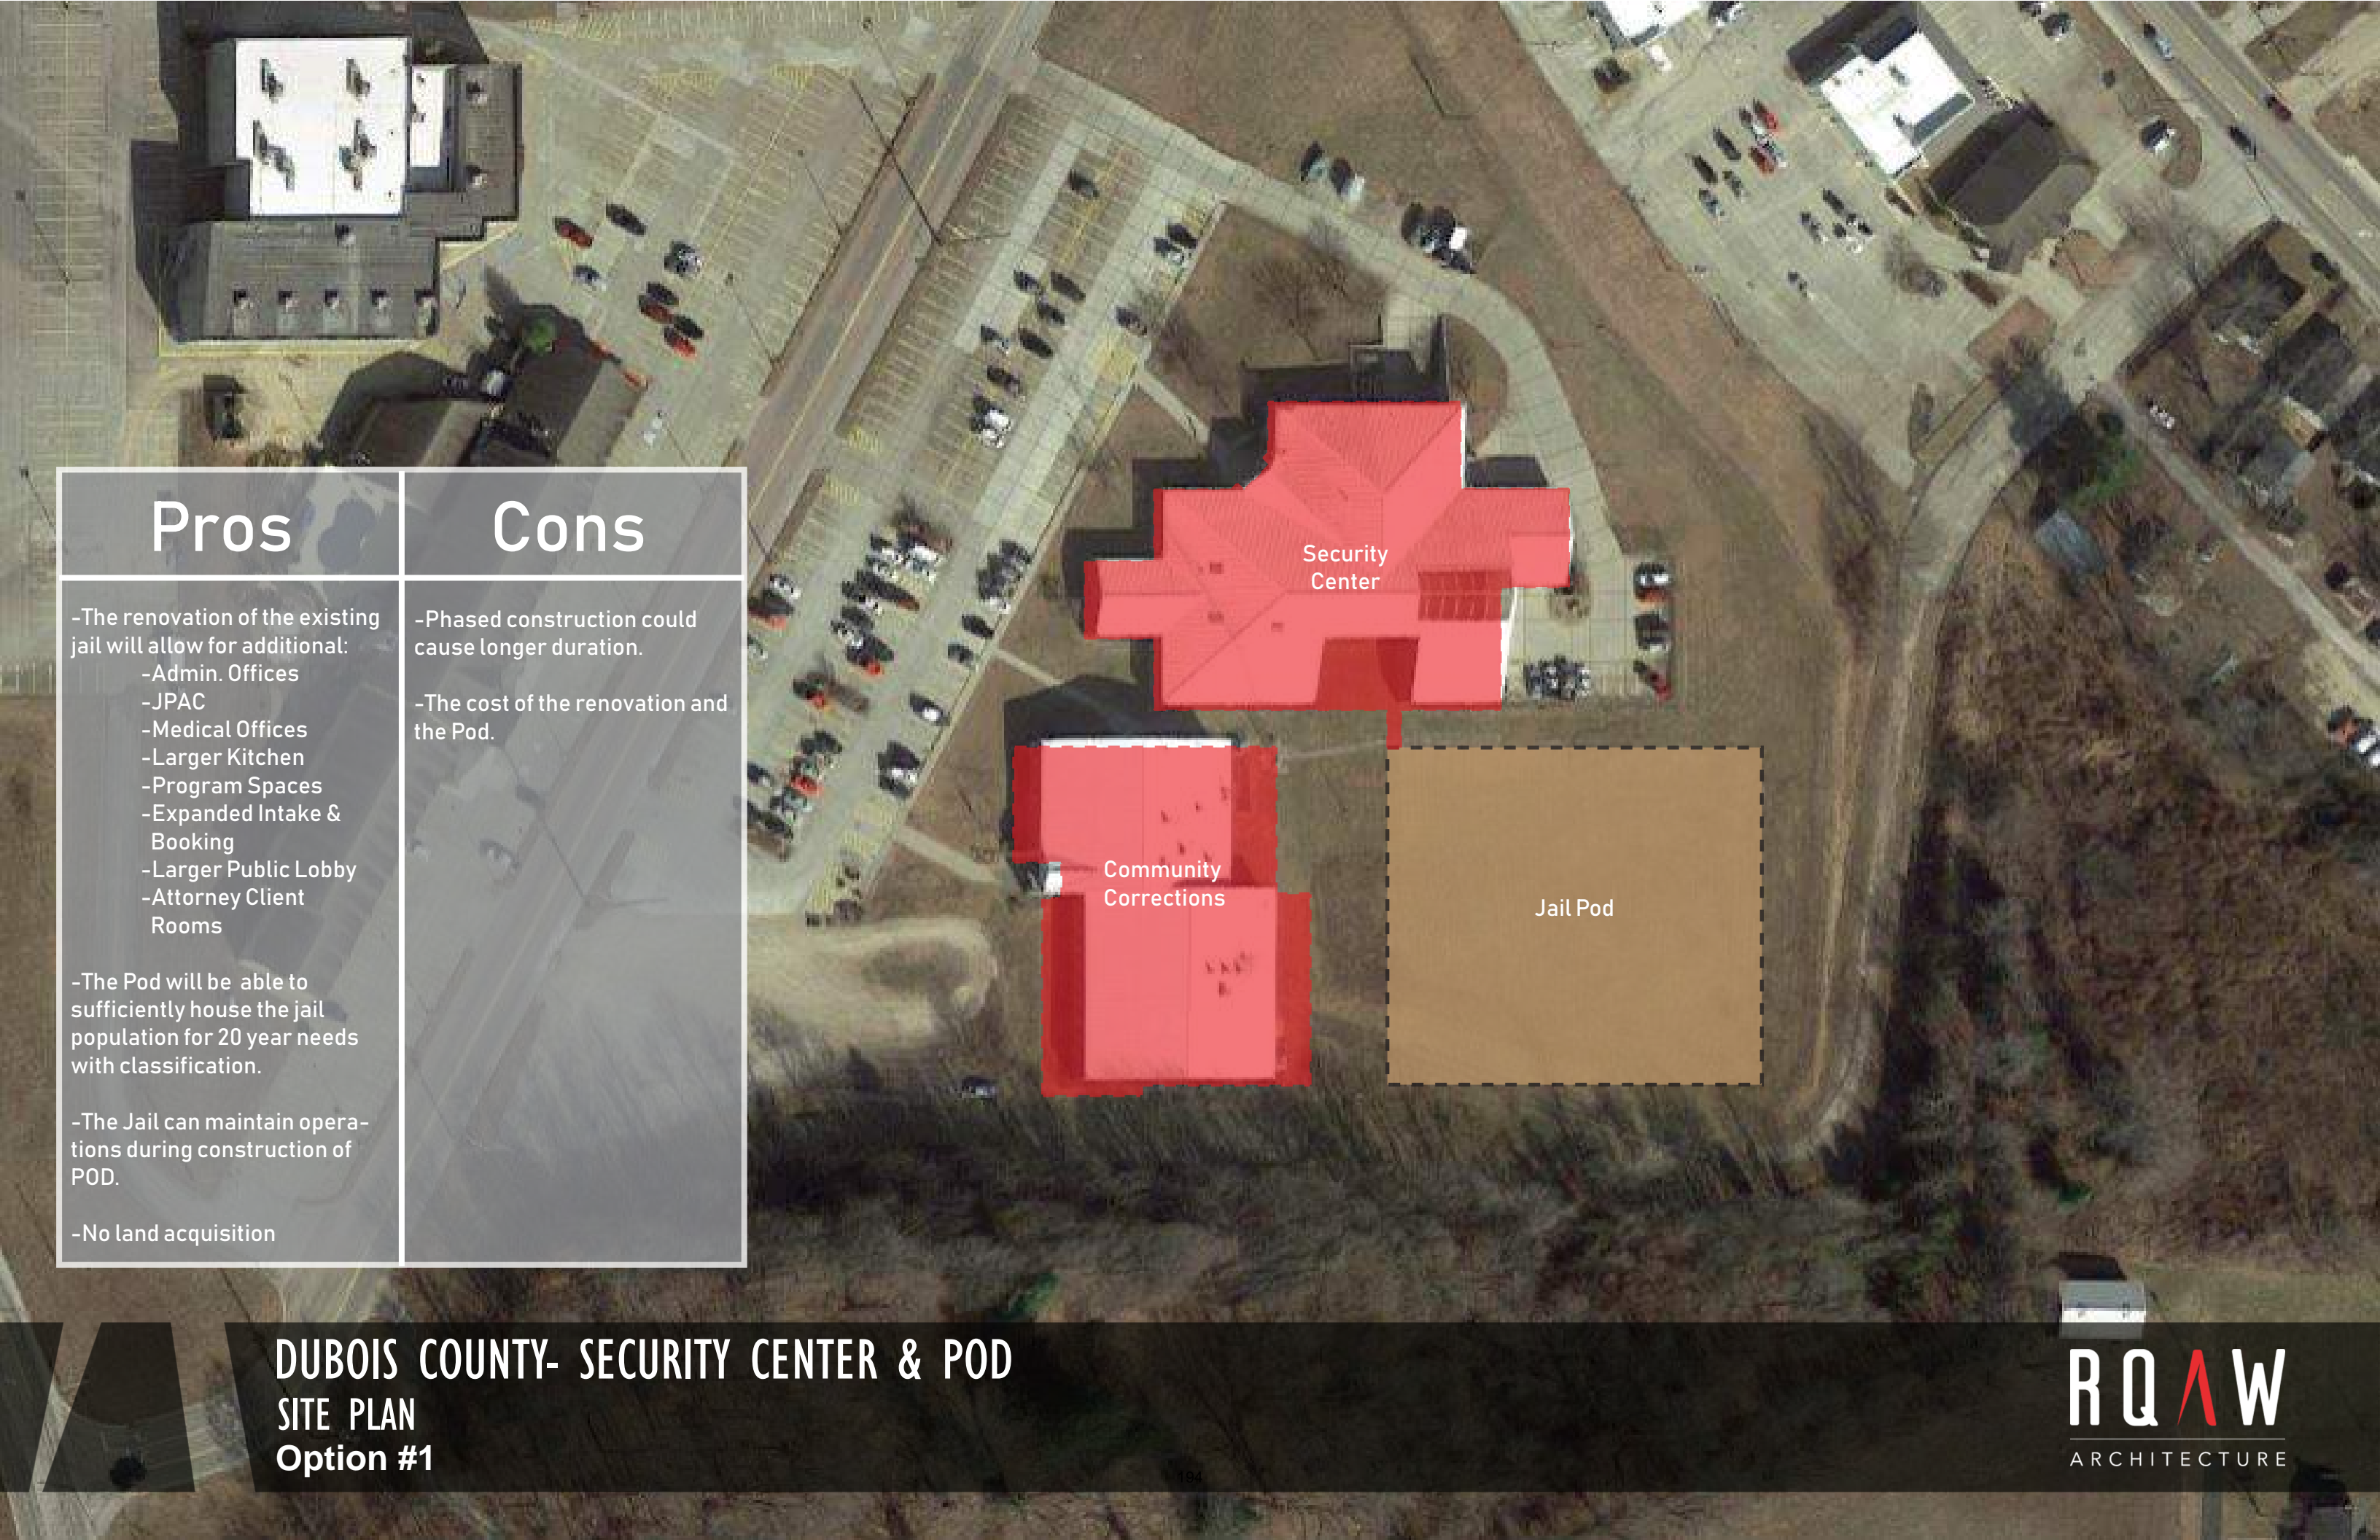 Pros
Cons
-The renovation of the existing
jail will allow for additional:
-Admin. Offices
-JPAC
-Medical Offices
-Larger Kitchen
-Program Spaces
-Expanded Intake &
Booking
-Larger Public Lobby
-Attorney Client
Rooms
-The Pod will be able to
sufficiently house the jail
population for 20 year needs
with classification.
-The Jail can maintain opera-
tions during construction of
POD.
-No land acquisition
-Phased construction could
cause longer duration.
-The cost of the renovation and
the Pod.
Security
Center
Community
Corrections
Jail Pod
DUBOIS COUNTY- SECURITY CENTER & POD
SITE PLAN
Option #1
194
RQAW
ARCHITECTURE